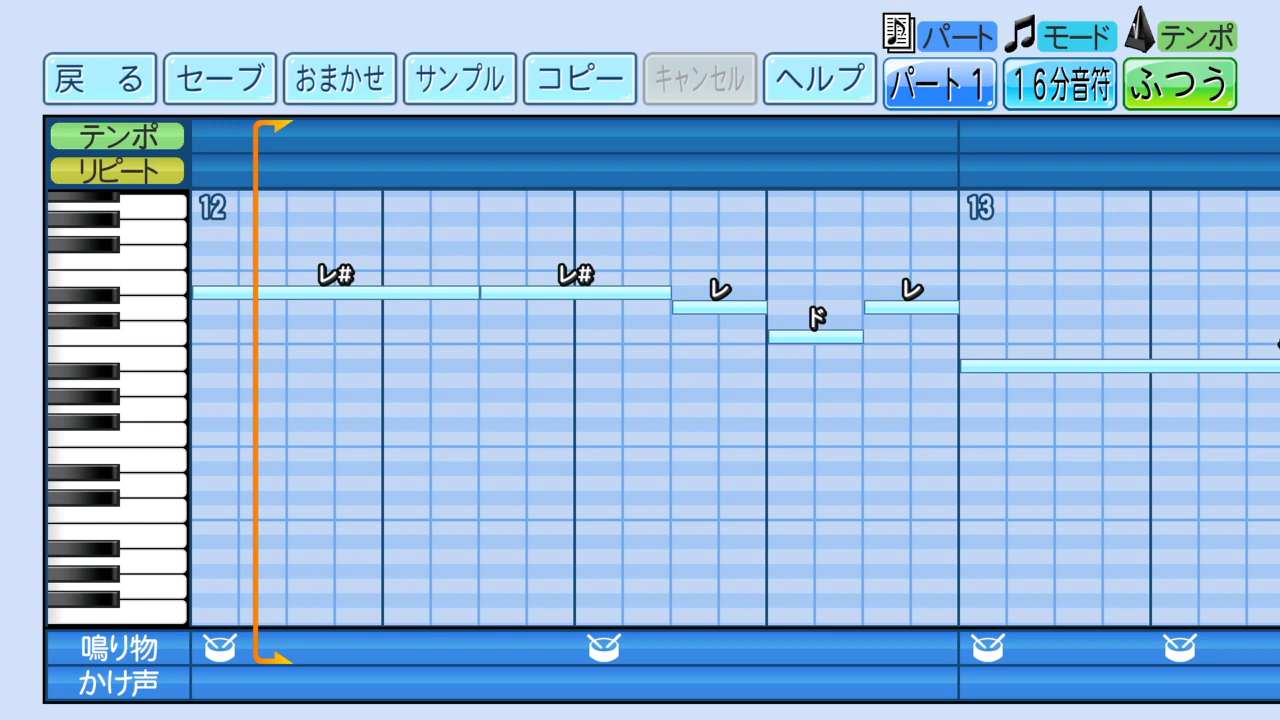 パート モード テンポ
戻る セーブ おまかせ サンプル コピー キャンセル ヘルプ パート1 16分音符 ふつう
テンポ
リピート
12 13
レ# レ# レ ド レ
鳴り物
かけ声